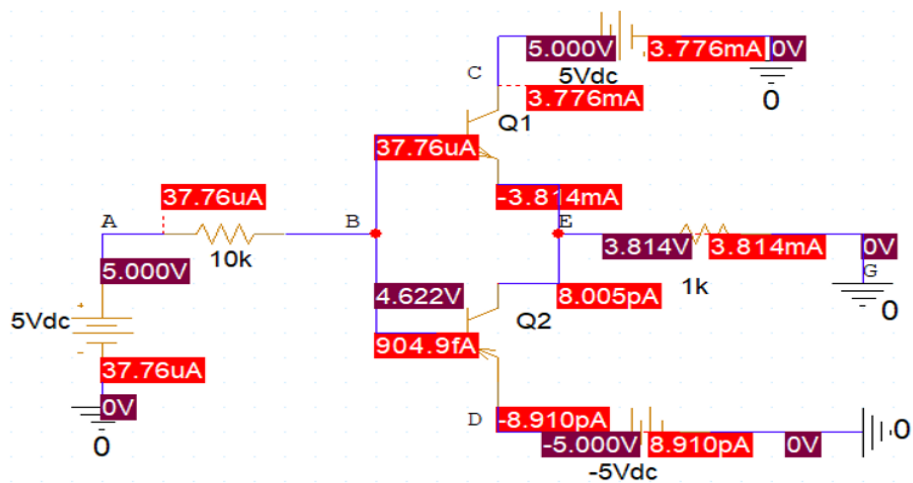 5.000V
3.776mA
0V
C
5Vdc
3.776mA
0
Q1
37.76uA
37.76uA
-3.814mA
A
B
E
10k
3.814V
3.814mA
0V
5.000V
G
1k
4.622V
8.005pA
0
5Vdc
Q2
904.9fA
37.76uA
0V
D
-8.910pA
0
-5.000V
8.910pA
0V
0
-5Vdc